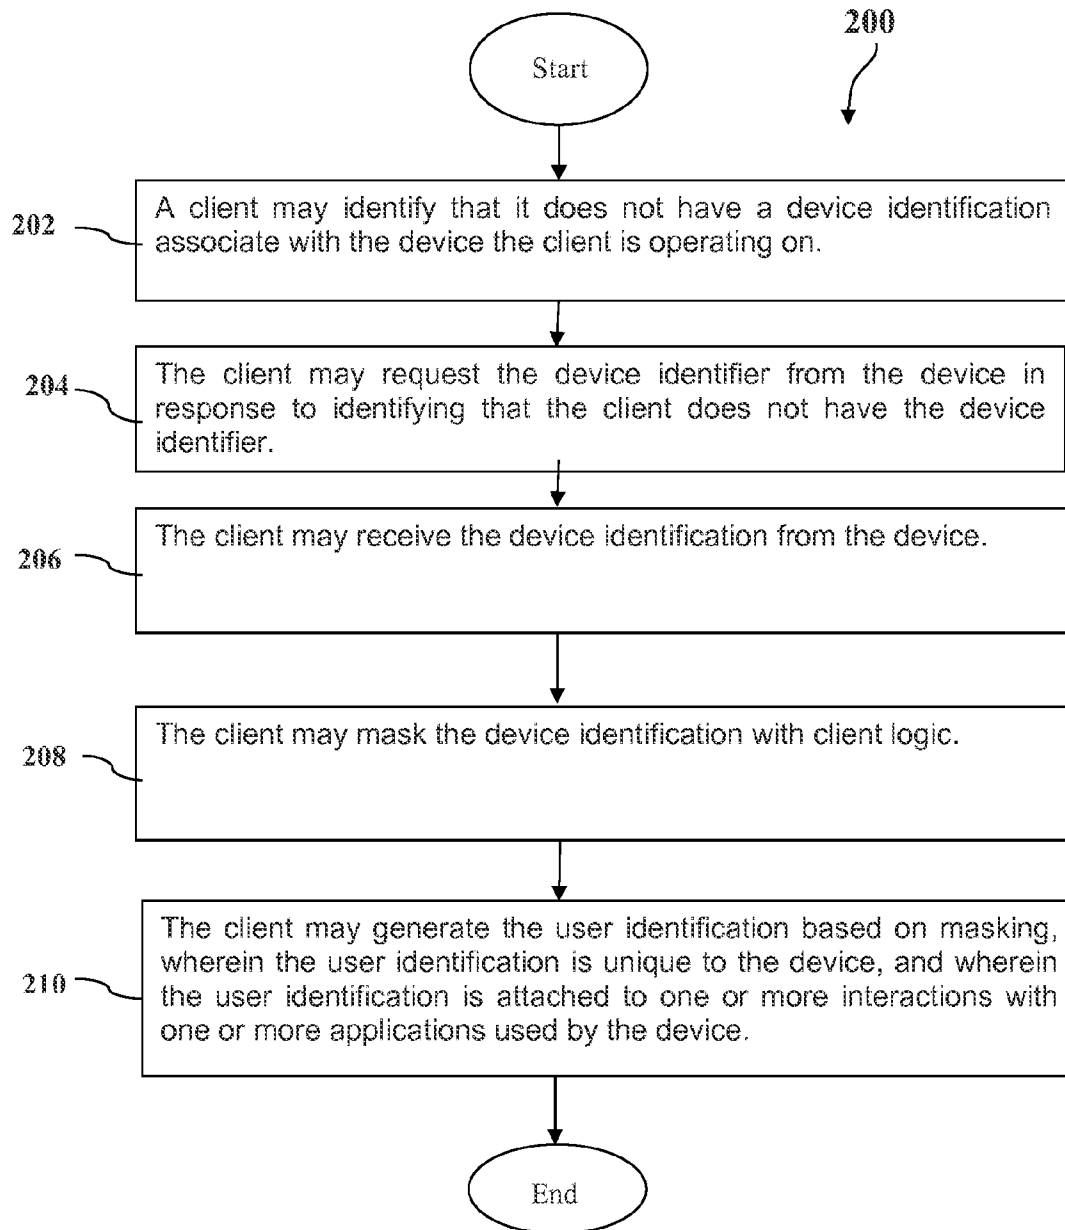 200
Start
202
A client may identify that it does not have a device identification
associate with the device the client is operating on.
204
The client may request the device identifier from the device in
response to identifying that the client does not have the device
identifier.
206
The client may receive the device identification from the device.
208
The client may mask the device identification with client logic.
210
The client may generate the user identification based on masking,
wherein the user identification is unique to the device, and wherein
the user identification is attached to one or more interactions with
one or more applications used by the device.
End